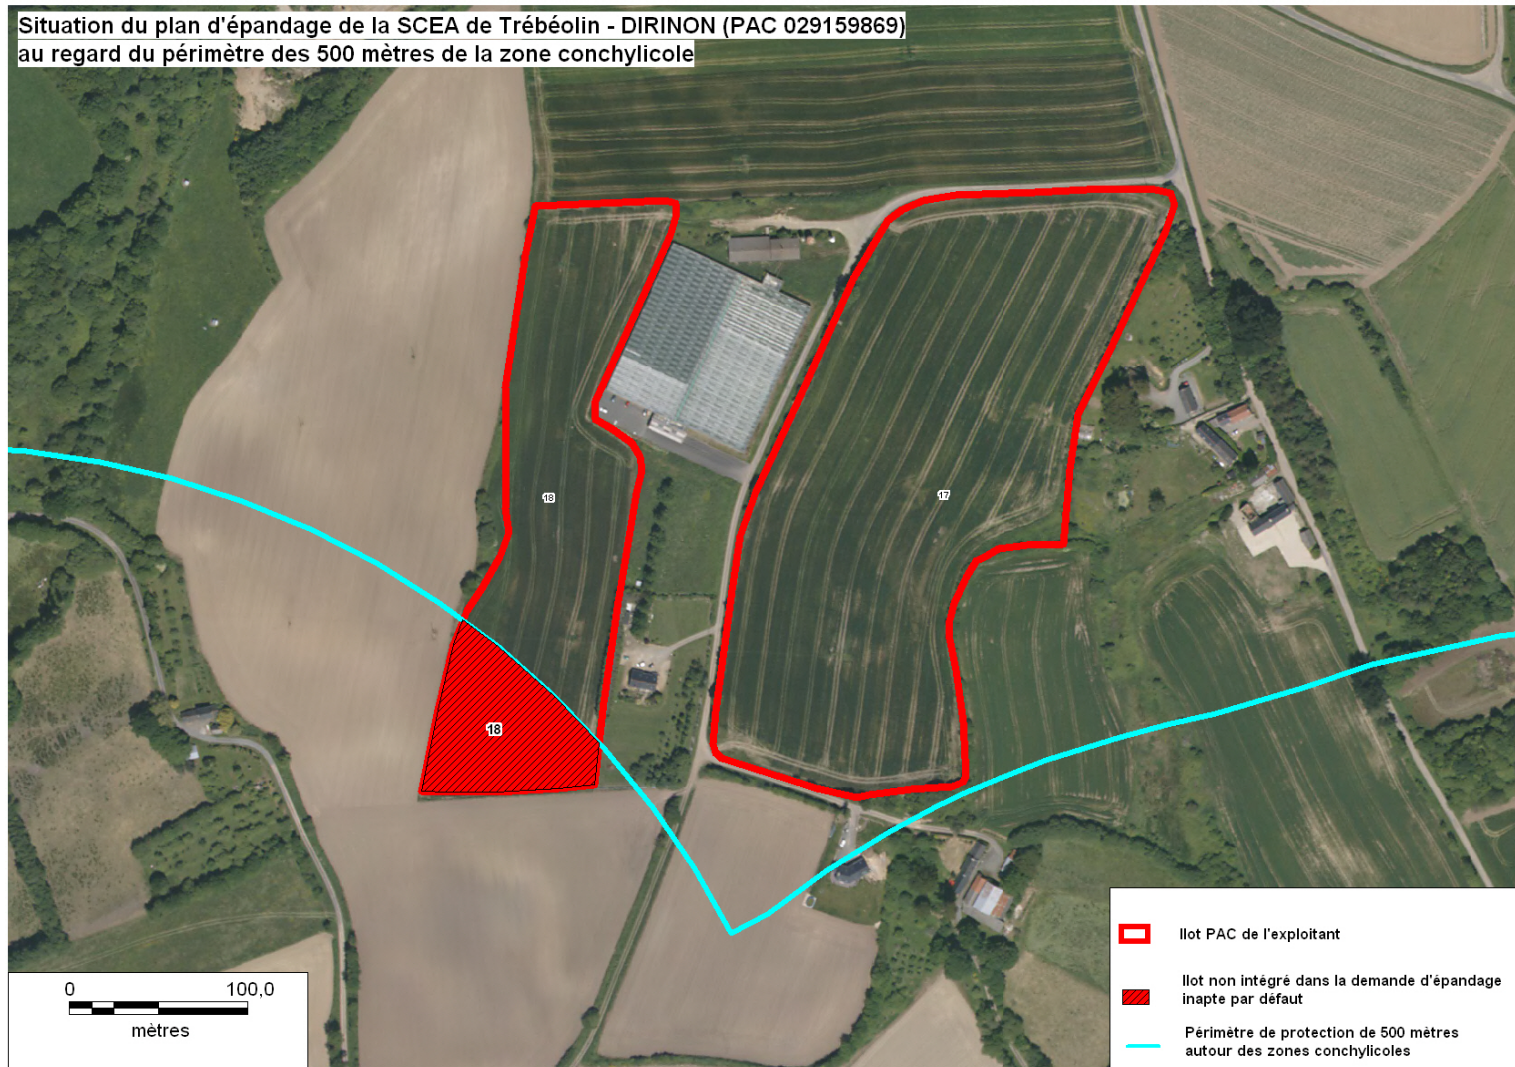 Situation du plan d'épandage de la SCEA de Trébéolin - DIRINON (PAC 029159869)
au regard du périmètre des 500 mètres de la zone conchylicole
18
17
18
Ilot PAC de l'exploitant
Ilot non intégré dans la demande d'épandage
inapte par défaut
Périmètre de protection de 500 mètres
autour des zones conchylicoles
0 100,0
mètres